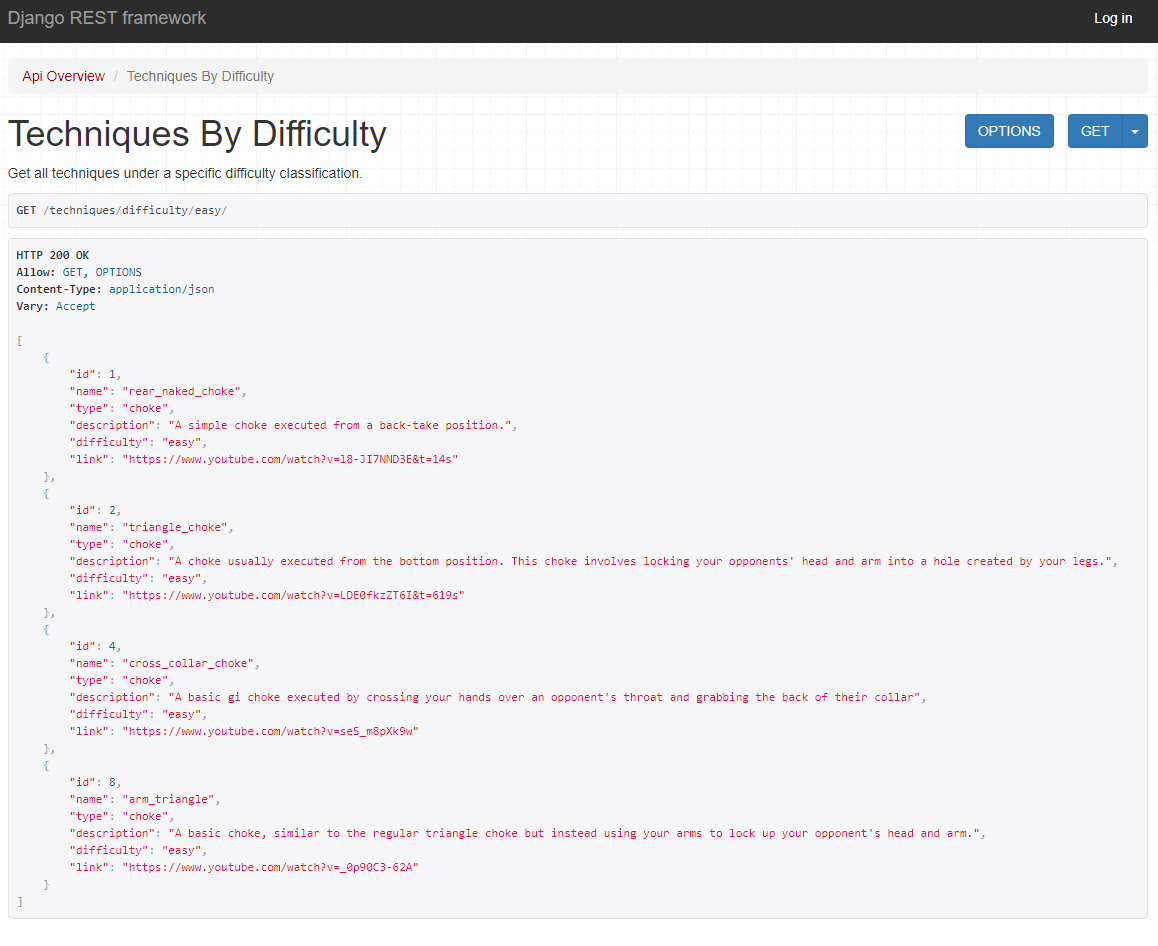 Django REST framework
Log in
Api Overview / Techniques By Difficulty
Techniques By Difficulty
OPTIONS
GET
Get all techniques under a specific difficulty classification.
GET /techniques/difficulty/easy/
HTTP 200 OK
Allow: GET, OPTIONS
Content-Type: application/json
Vary: Accept
[
    {
        "id": 1,
        "name": "rear_naked_choke",
        "type": "choke",
        "description": "A simple choke executed from a back-take position.",
        "difficulty": "easy",
        "link": "https://www.youtube.com/watch?v=l8-JI7NND3E&t=14s"
    },
    {
        "id": 2,
        "name": "triangle_choke",
        "type": "choke",
        "description": "A choke usually executed from the bottom position. This choke involves locking your opponents' head and arm into a hole created by your legs.",
        "difficulty": "easy",
        "link": "https://www.youtube.com/watch?v=LDE0fkzZT6I&t=619s"
    },
    {
        "id": 4,
        "name": "cross_collar_choke",
        "type": "choke",
        "description": "A basic gi choke executed by crossing your hands over an opponent's throat and grabbing the back of their collar",
        "difficulty": "easy",
        "link": "https://www.youtube.com/watch?v=seS_m8pXk9w"
    },
    {
        "id": 8,
        "name": "arm_triangle",
        "type": "choke",
        "description": "A basic choke, similar to the regular triangle choke but instead using your arms to lock up your opponent's head and arm.",
        "difficulty": "easy",
        "link": "https://www.youtube.com/watch?v=_0p90C3-62A"
    }
]